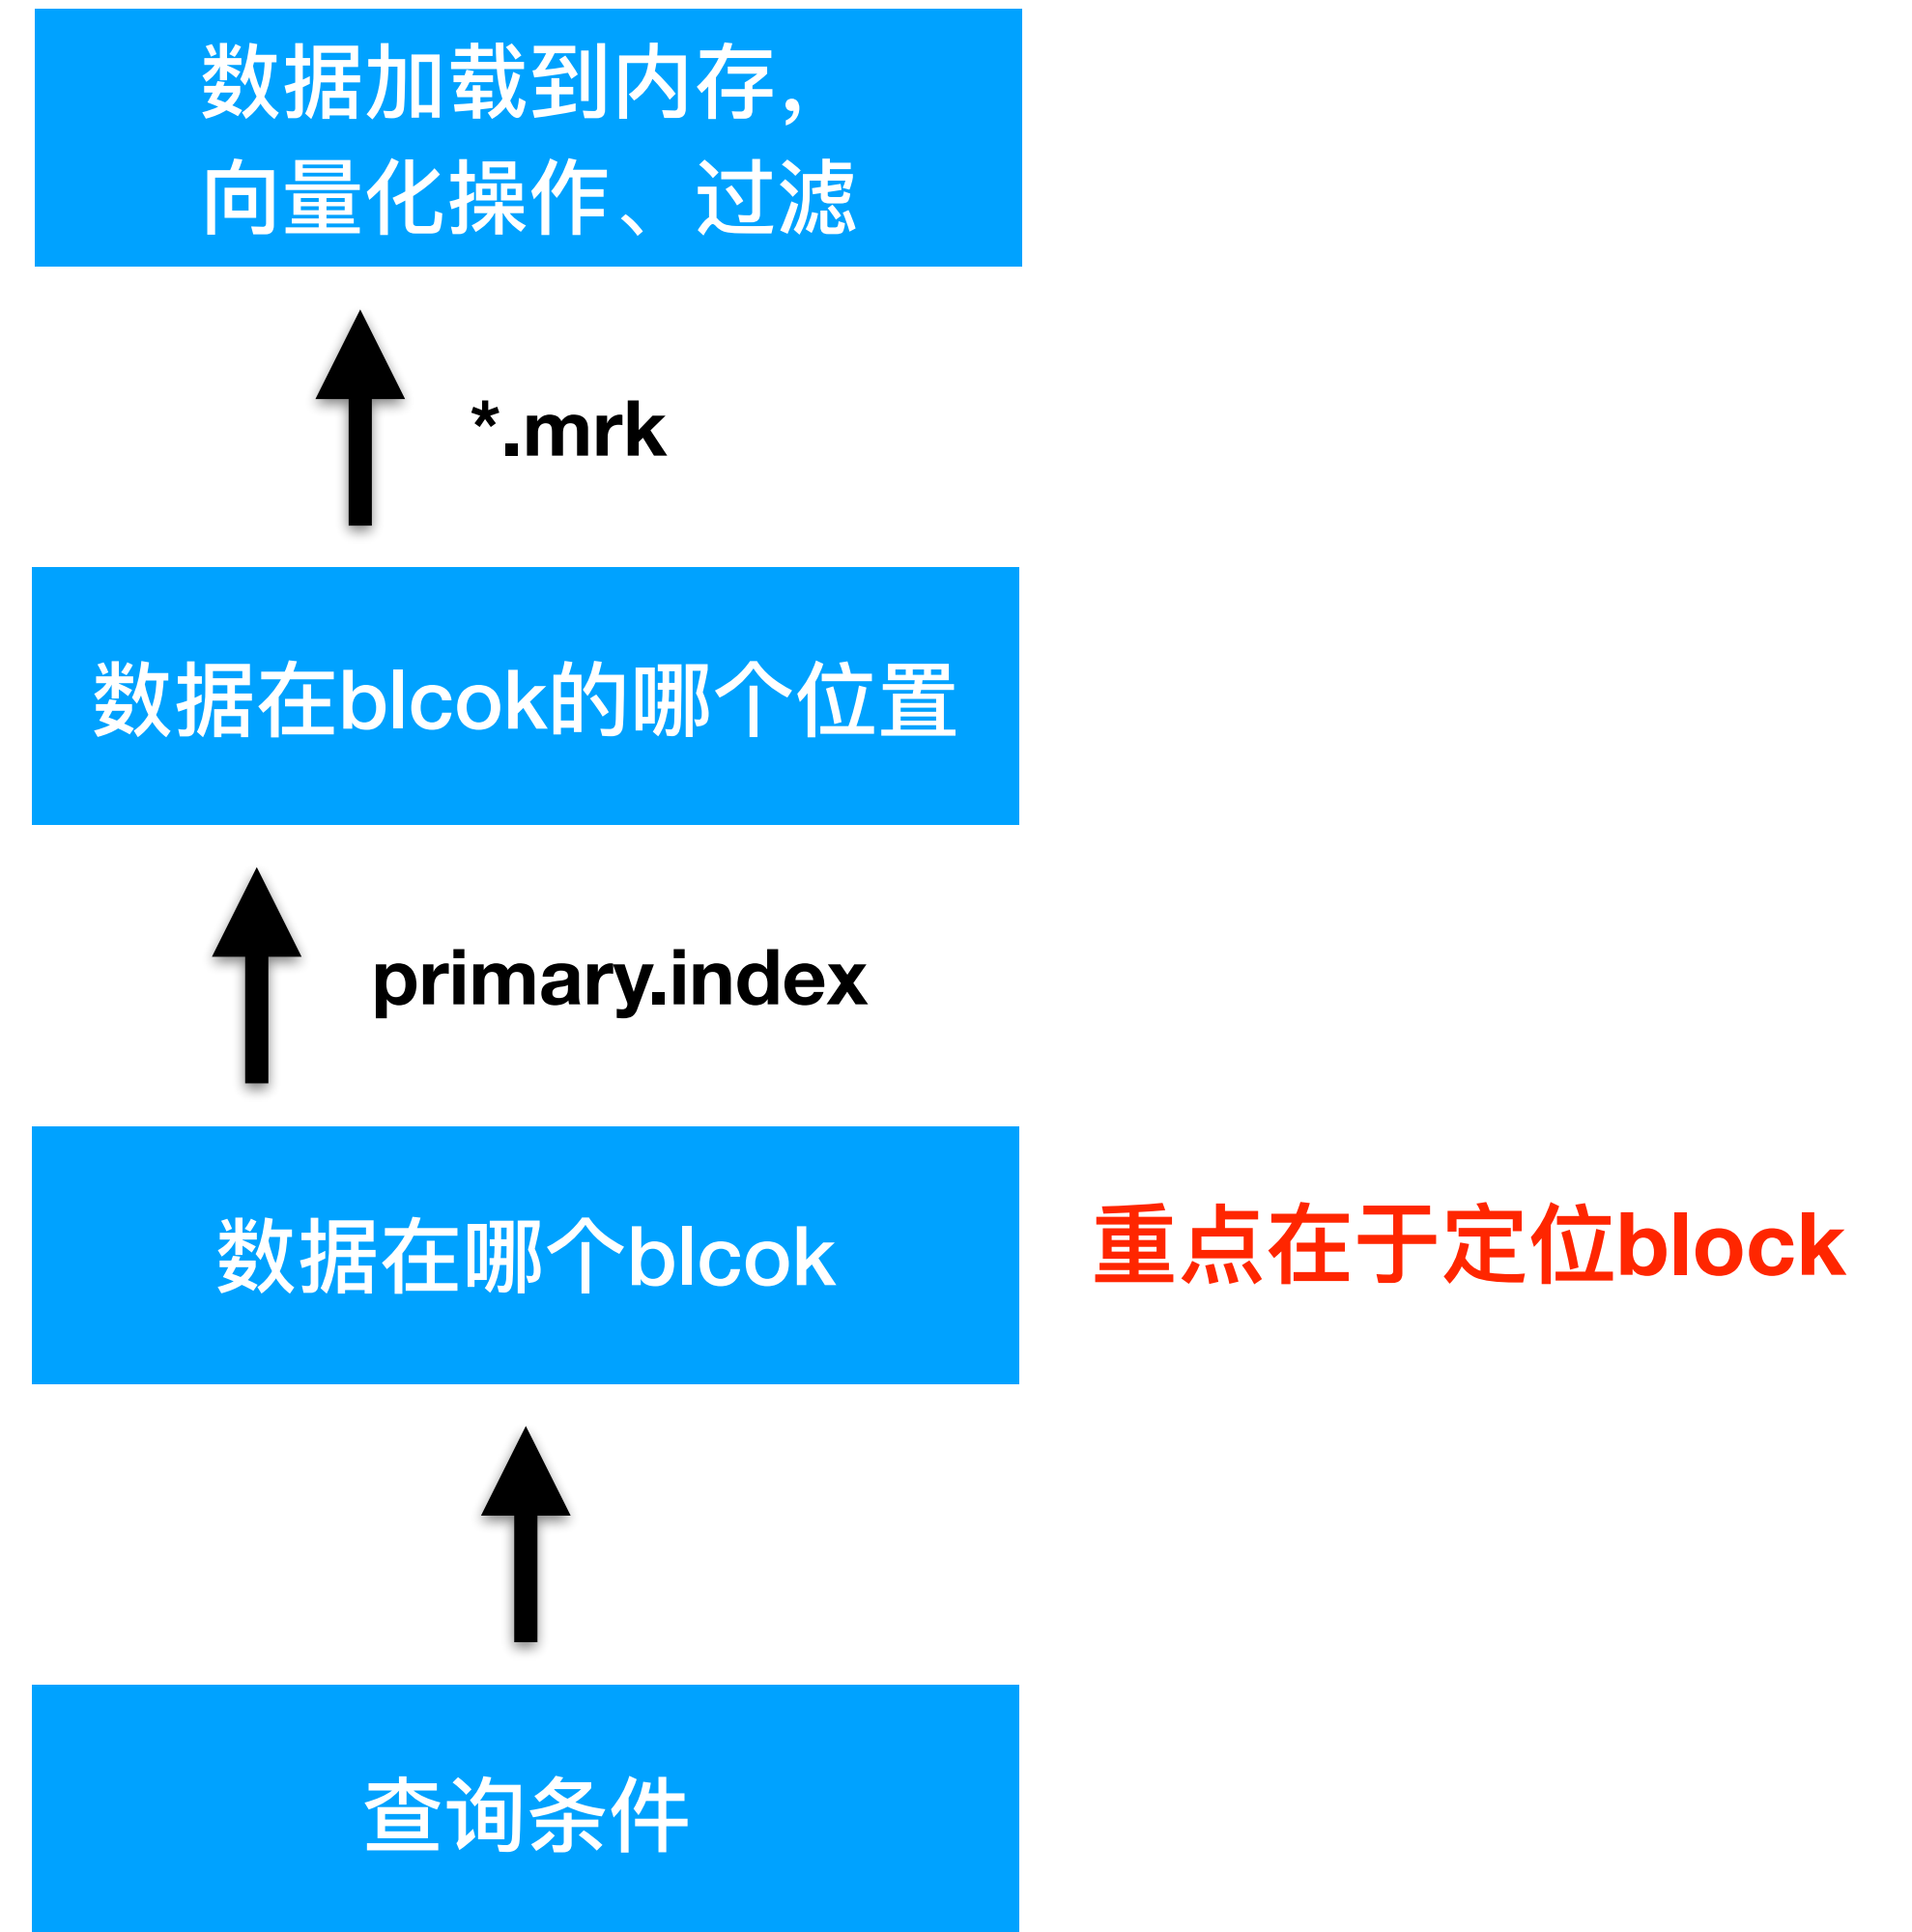 数据加载到内存，
向量化操作、过滤
*.mrk
数据在blcok的哪个位置
primary.index
数据在哪个blcok
重点在于定位block
查询条件